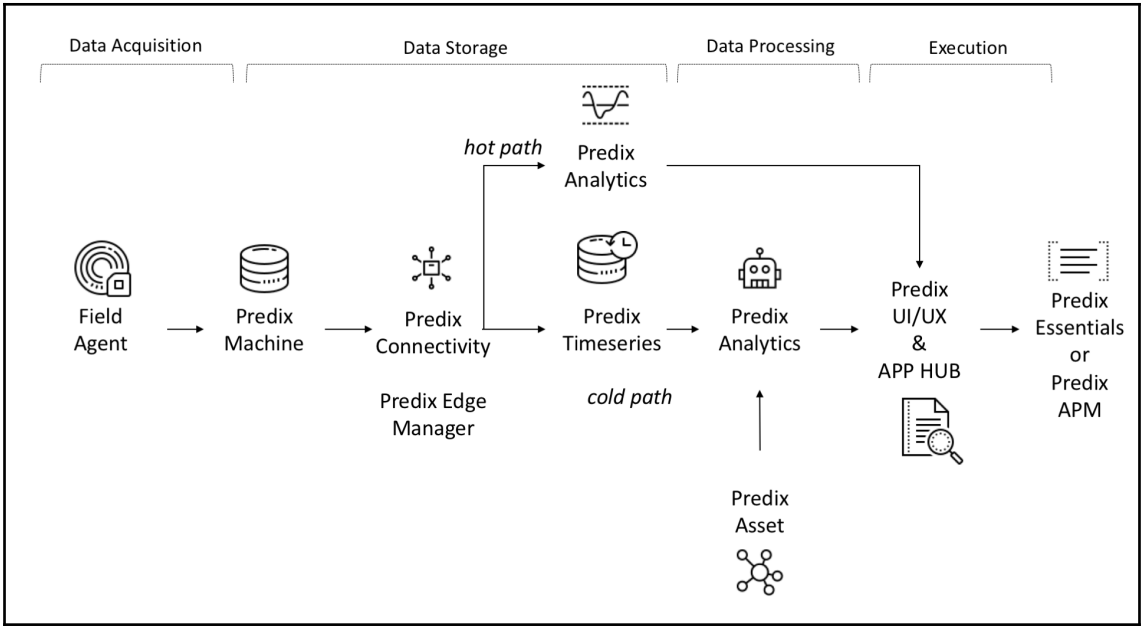 Data Acquisition
Data Storage
Data Processing
Execution
hot path
Predix
Analytics
Field
Agent
Predix
Machine
Predix
Connectivity
Predix Edge
Manager
Predix
Timeseries
cold path
Predix
Analytics
Predix
Asset
Predix
UI/UX
&
APP HUB
Predix
Essentials
or
Predix
APM